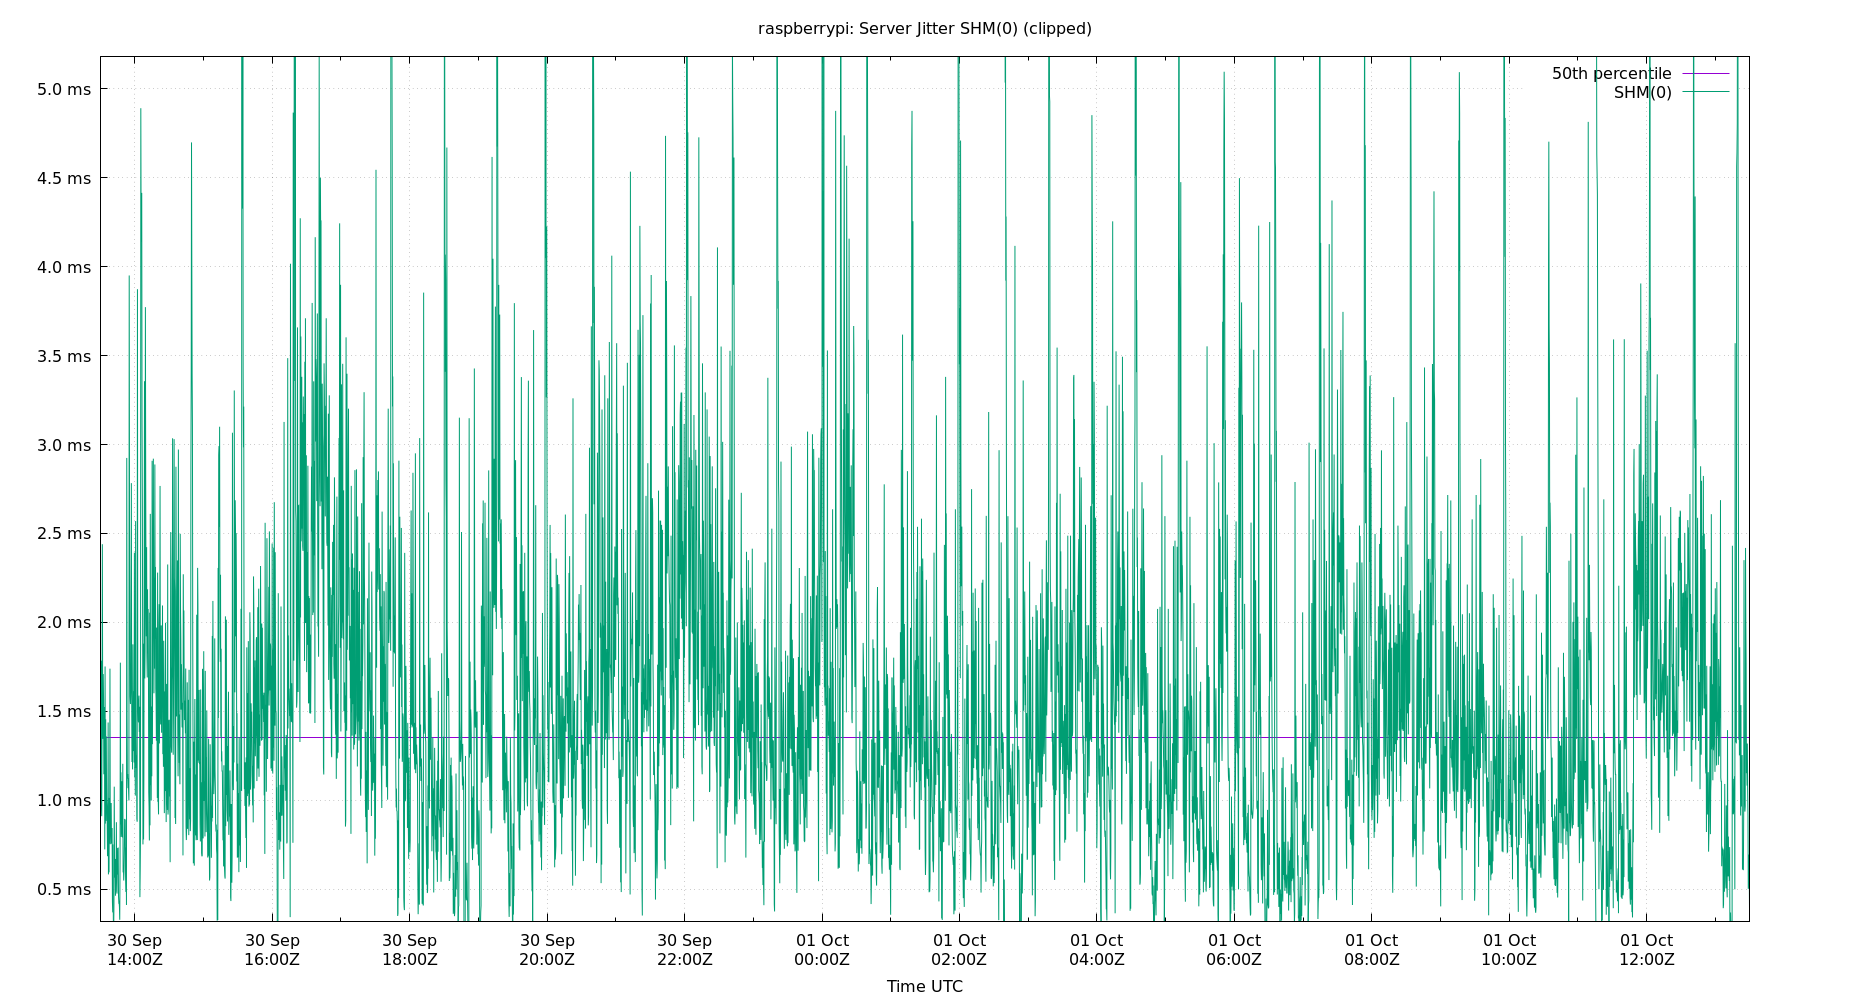 raspberrypi: Server Jitter SHM(0) (clipped)
50th percentile
SHM(0)
5.0 ms
4.5 ms
4.0 ms
3.5 ms
3.0 ms
2.5 ms
2.0 ms
1.5 ms
1.0 ms
0.5 ms
30 Sep 30 Sep 30 Sep 30 Sep 30 Sep 01 Oct 01 Oct 01 Oct 01 Oct 01 Oct 01 Oct 01 Oct
14:00Z 16:00Z 18:00Z 20:00Z 22:00Z 00:00Z 02:00Z 04:00Z 06:00Z 08:00Z 10:00Z 12:00Z
Time UTC